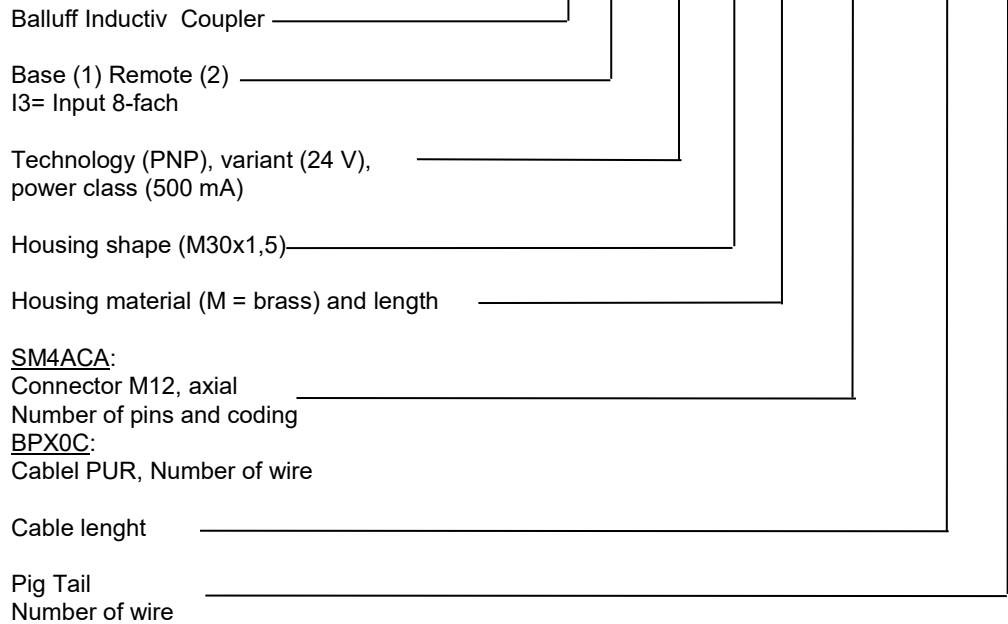 Balluff Inductiv  Coupler
Base (1) Remote (2)
I3= Input 8-fach
Technology (PNP), variant (24 V),
power class (500 mA)
Housing shape (M30x1,5)
Housing material (M = brass) and length
SM4ACA:
Connector M12, axial
Number of pins and coding
BPX0C:
Cablel PUR, Number of wire
Cable lenght
Pig Tail
Number of wire